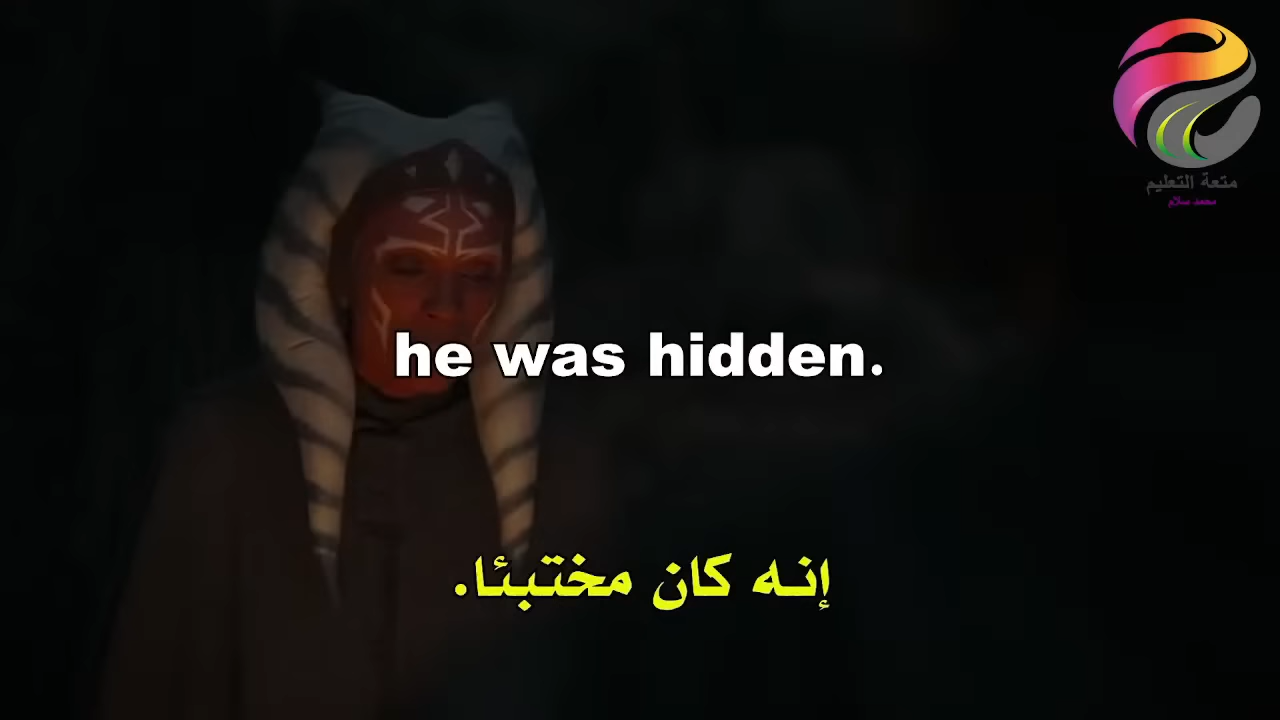 متعة التعليم
محمد سلام
he was hidden.
إنه كان مختبئا.